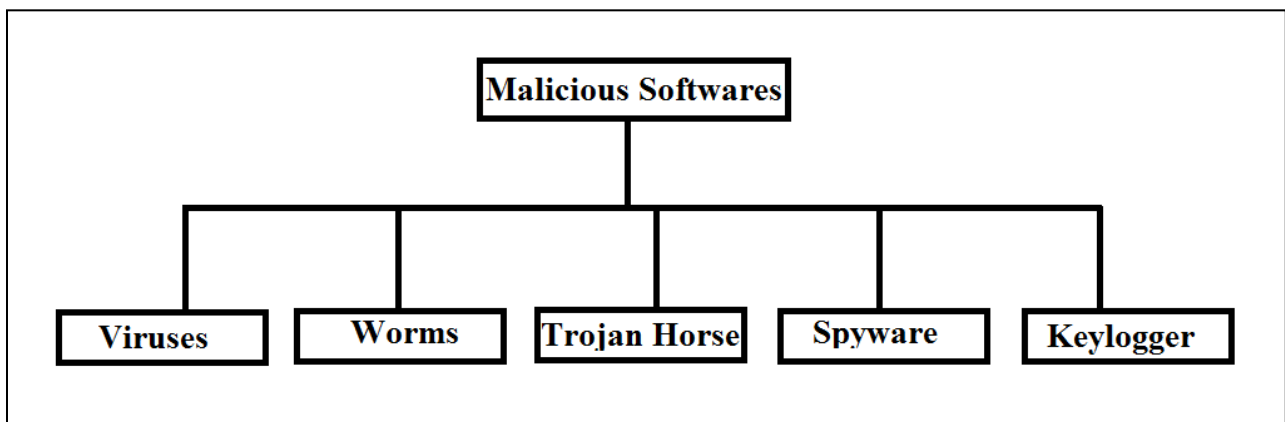 Malicious Softwares
Viruses
Worms
Trojan Horse
Spyware
Keylogger